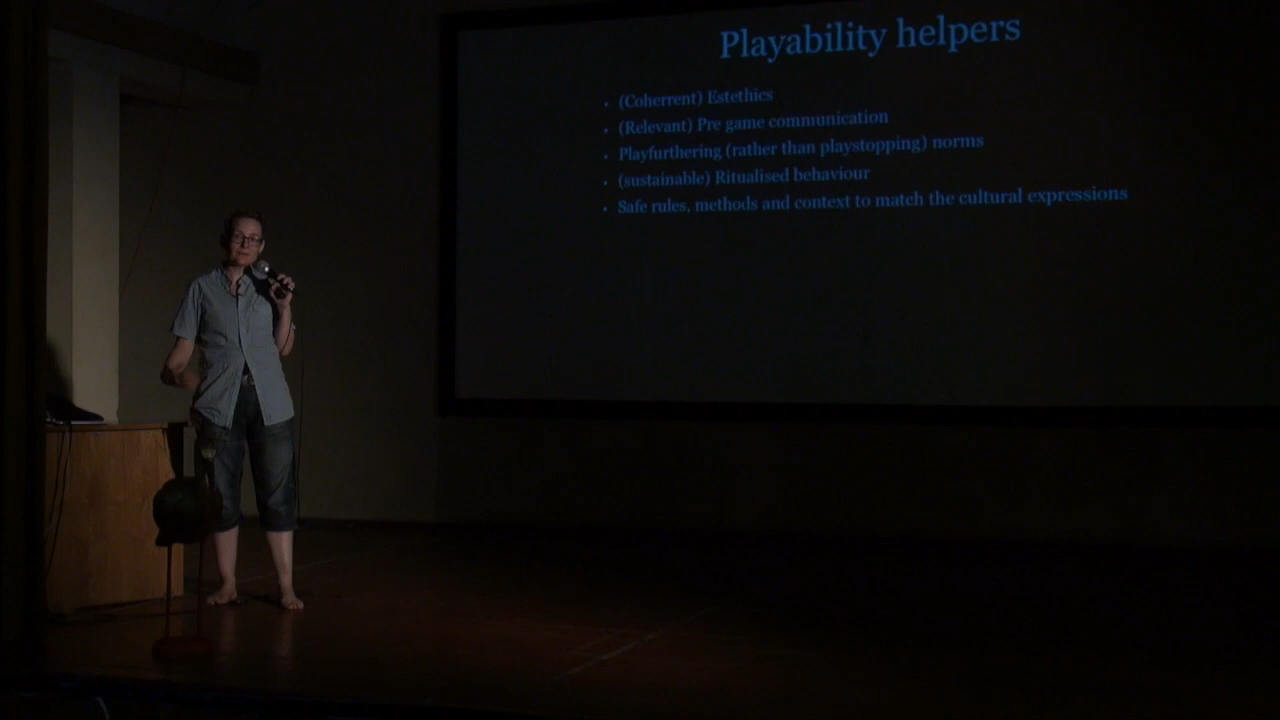 Playability helpers
• (Coherrent) Estethics
• (Relevant) Pre game communication
• Playfurthering (rather than playstopping) norms
• (sustainable) Ritualised behaviour
• Safe rules, methods and context to match the cultural expressions